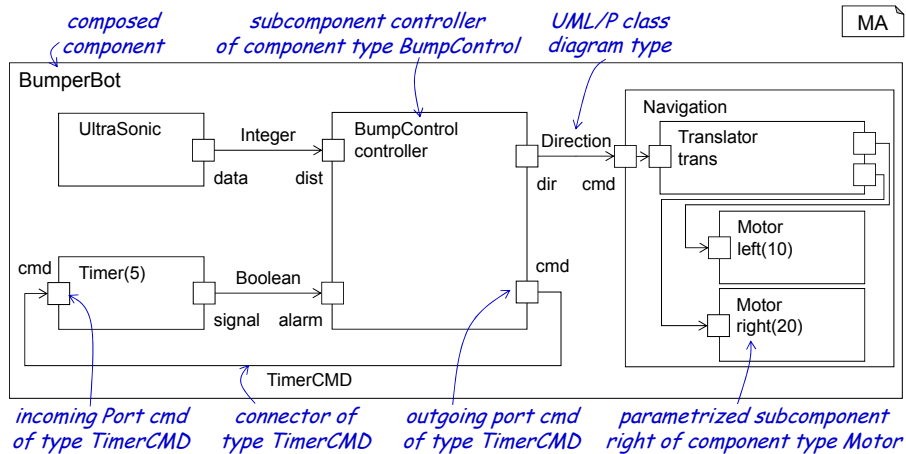 composed
component
subcomponent controller
of component type BumpControl
UML/P class
diagram type
MA
BumperBot
UltraSonic
Integer
data
dist
BumpControl
controller
Direction
dir
cmd
Navigation
Translator
trans
Motor
left(10)
Motor
right(20)
cmd
Timer(5)
Boolean
signal
alarm
cmd
TimerCMD
incoming Port cmd
of type TimerCMD
connector of
type TimerCMD
outgoing port cmd
of type TimerCMD
parametrized subcomponent
right of component type Motor